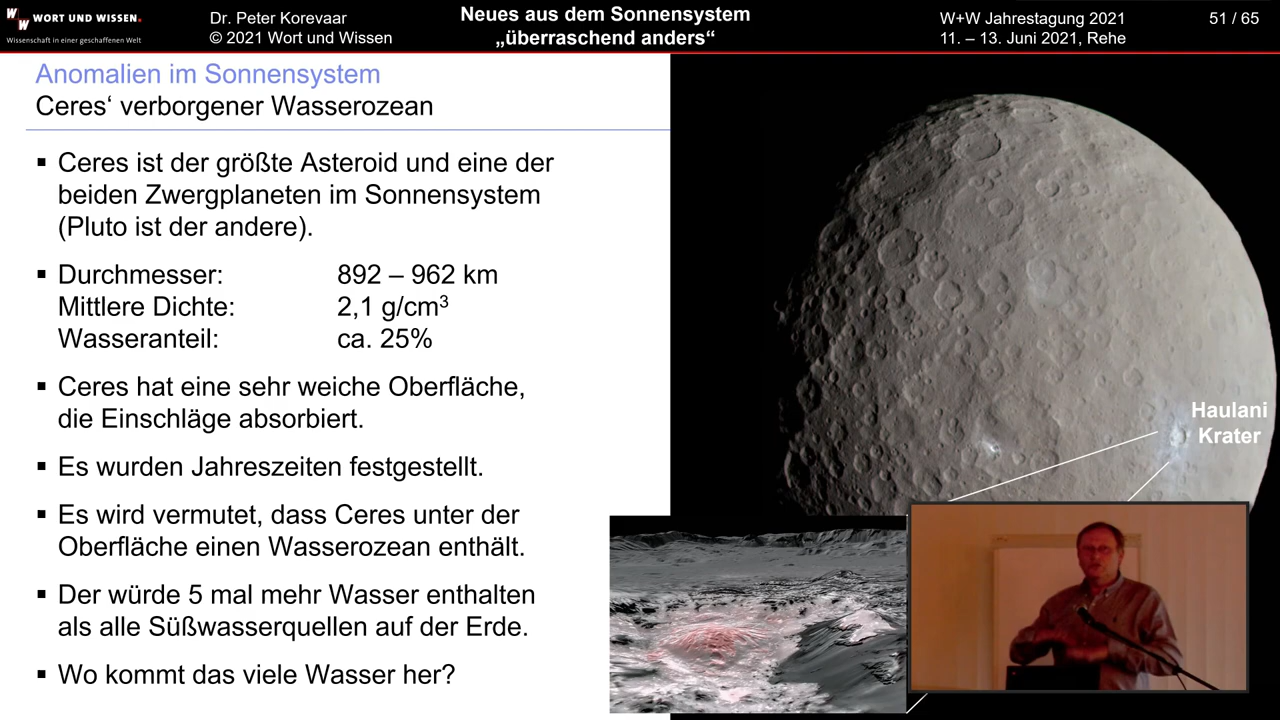 W+W WORT UND WISSEN.
Wissenschaft in einer geschaffenen Welt
Dr. Peter Korevaar
© 2021 Wort und Wissen
Neues aus dem Sonnensystem
„überraschend anders“
W+W Jahrestagung 2021
11. – 13. Juni 2021, Rehe
51 / 65
Anomalien im Sonnensystem
Ceres‘ verborgener Wasserozean
▪ Ceres ist der größte Asteroid und eine der
beiden Zwergplaneten im Sonnensystem
(Pluto ist der andere).
▪ Durchmesser: 892 – 962 km
Mittlere Dichte: 2,1 g/cm³
Wasseranteil: ca. 25%
▪ Ceres hat eine sehr weiche Oberfläche,
die Einschläge absorbiert.
▪ Es wurden Jahreszeiten festgestellt.
▪ Es wird vermutet, dass Ceres unter der
Oberfläche einen Wasserozean enthält.
▪ Der würde 5 mal mehr Wasser enthalten
als alle Süßwasserquellen auf der Erde.
▪ Wo kommt das viele Wasser her?
Haulani
Krater